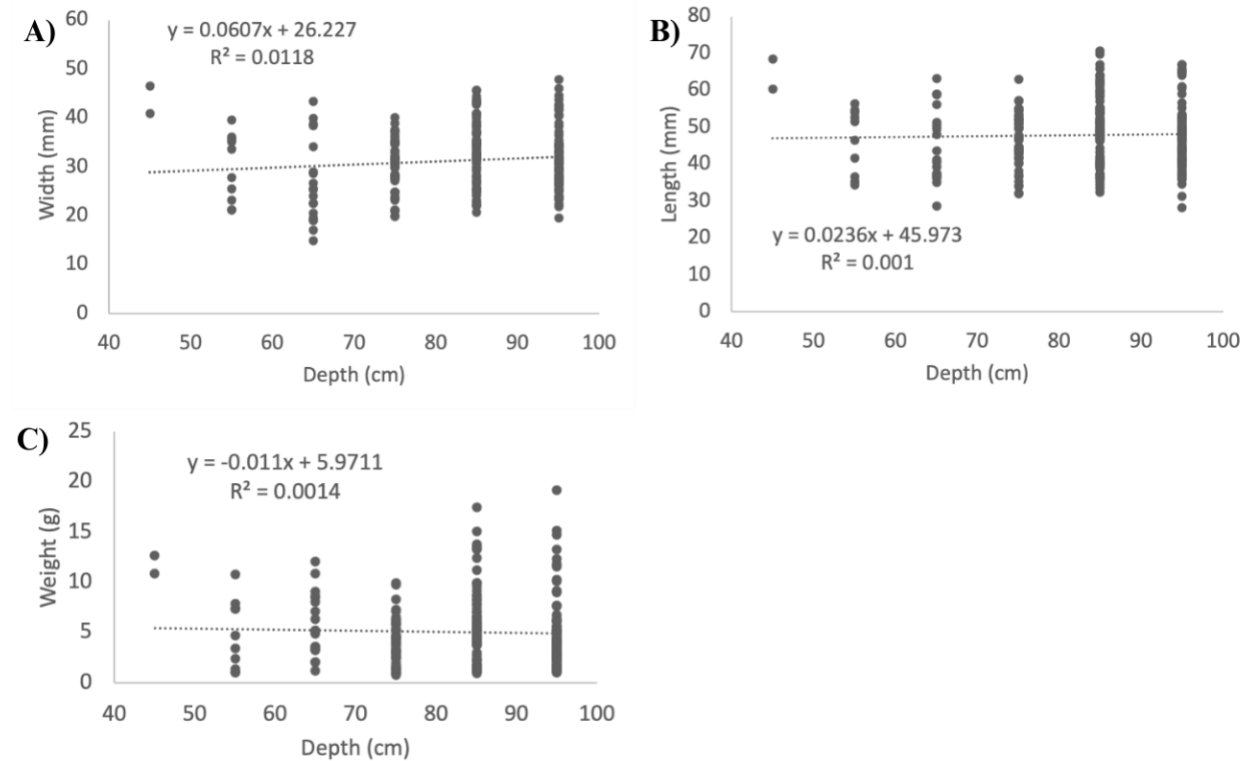 A)
60
50
40
30
20
10
0
Width (mm)
y = 0.0607x + 26.227
R² = 0.0118
40 50 60 70 80 90 100
Depth (cm)
B)
80
70
60
50
40
30
20
10
0
Length (mm)
y = 0.0236x + 45.973
R² = 0.001
40 50 60 70 80 90 100
Depth (cm)
C)
25
20
15
10
5
0
Weight (g)
y = -0.011x + 5.9711
R² = 0.0014
40 50 60 70 80 90 100
Depth (cm)